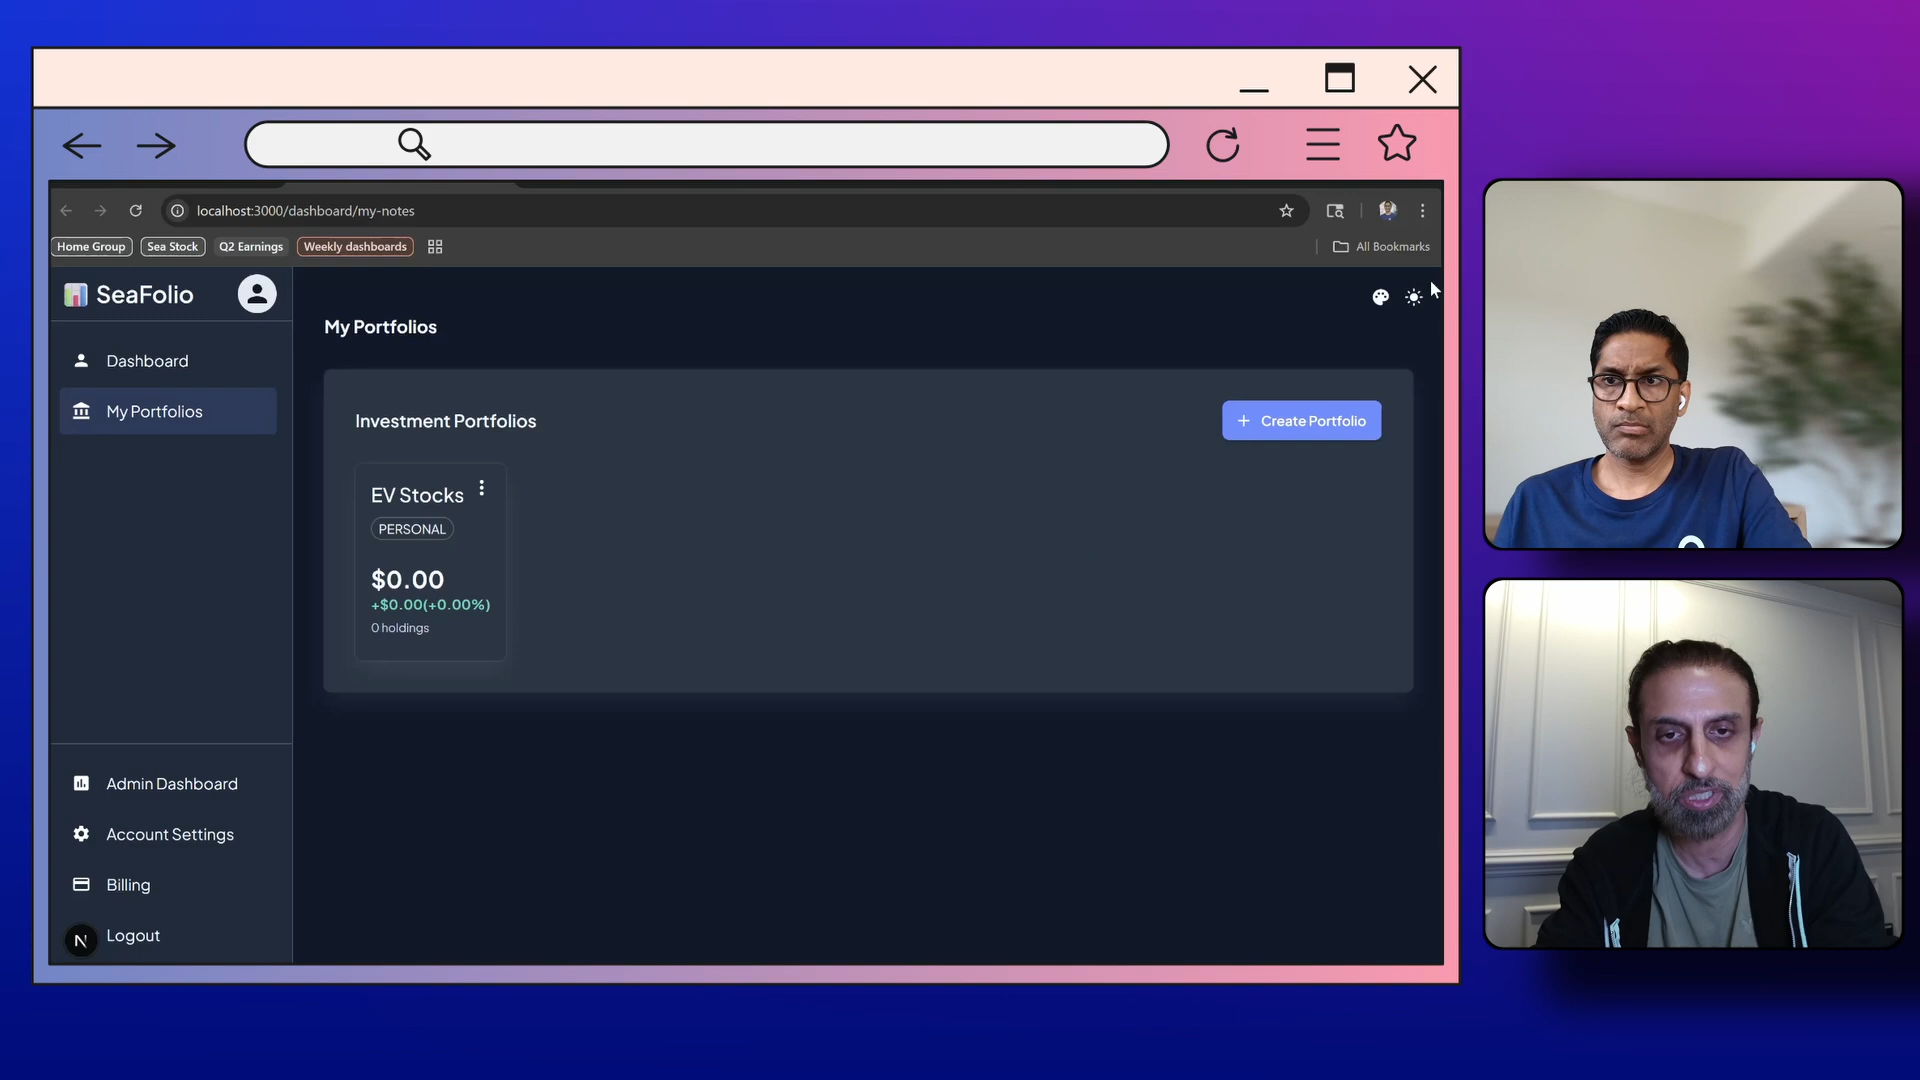 localhost:3000/dashboard/my-notes
Home Group
Sea Stock
Q2 Earnings
Weekly dashboards
All Bookmarks
SeaFolio
Dashboard
My Portfolios
Admin Dashboard
Account Settings
Billing
N
Logout
My Portfolios
Investment Portfolios
+ Create Portfolio
EV Stocks
PERSONAL
$0.00
+$0.00(+0.00%)
0 holdings